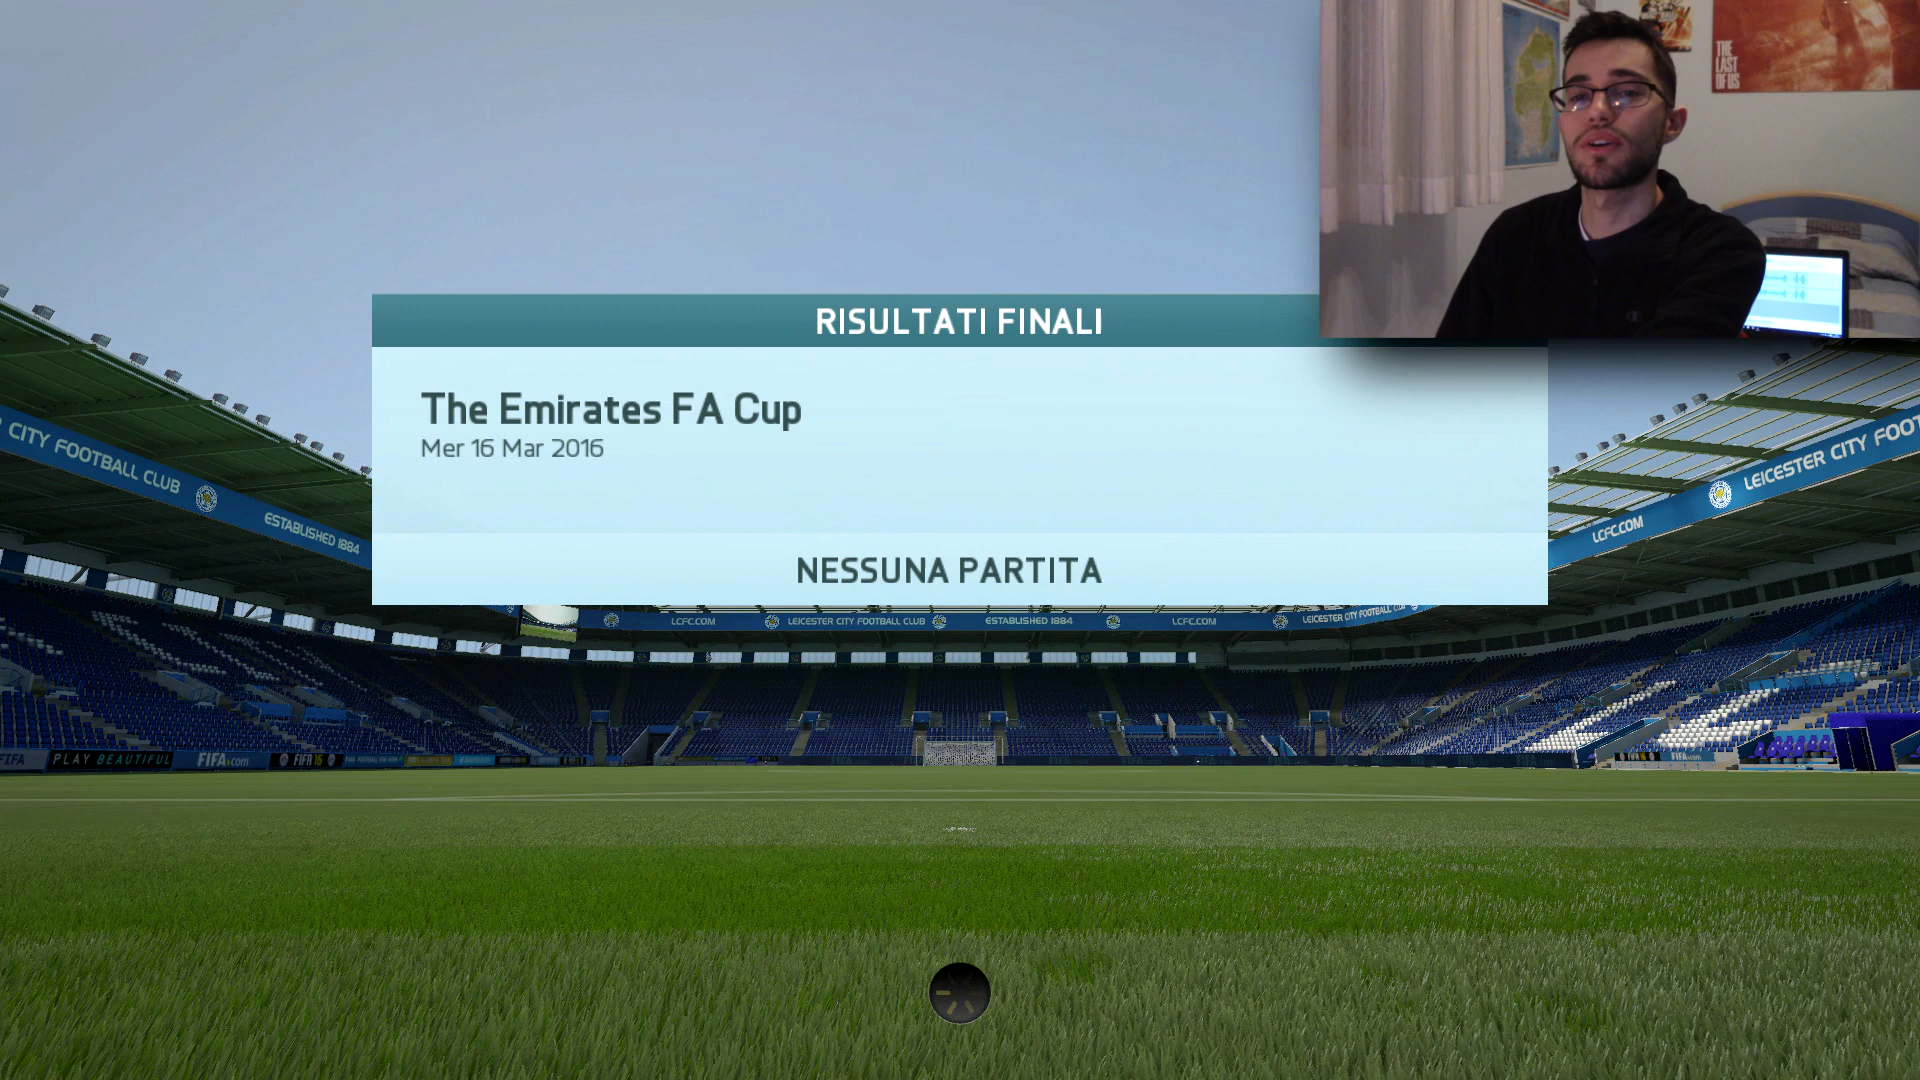 THE
LAST
OF US
RISULTATI FINALI
The Emirates FA Cup
Mer 16 Mar 2016
NESSUNA PARTITA
CITY FOOTBALL CLUB
ESTABLISHED 1884
LCFC.COM
LEICESTER CITY FOOT
LCFC.COM
LEICESTER CITY FOOTBALL CLUB
ESTABLISHED 1884
LCFC.COM
LEICESTER CITY FOOTBALL CLUB
FIFA
PLAY BEAUTIFUL
FIFA.com
FIFA 16